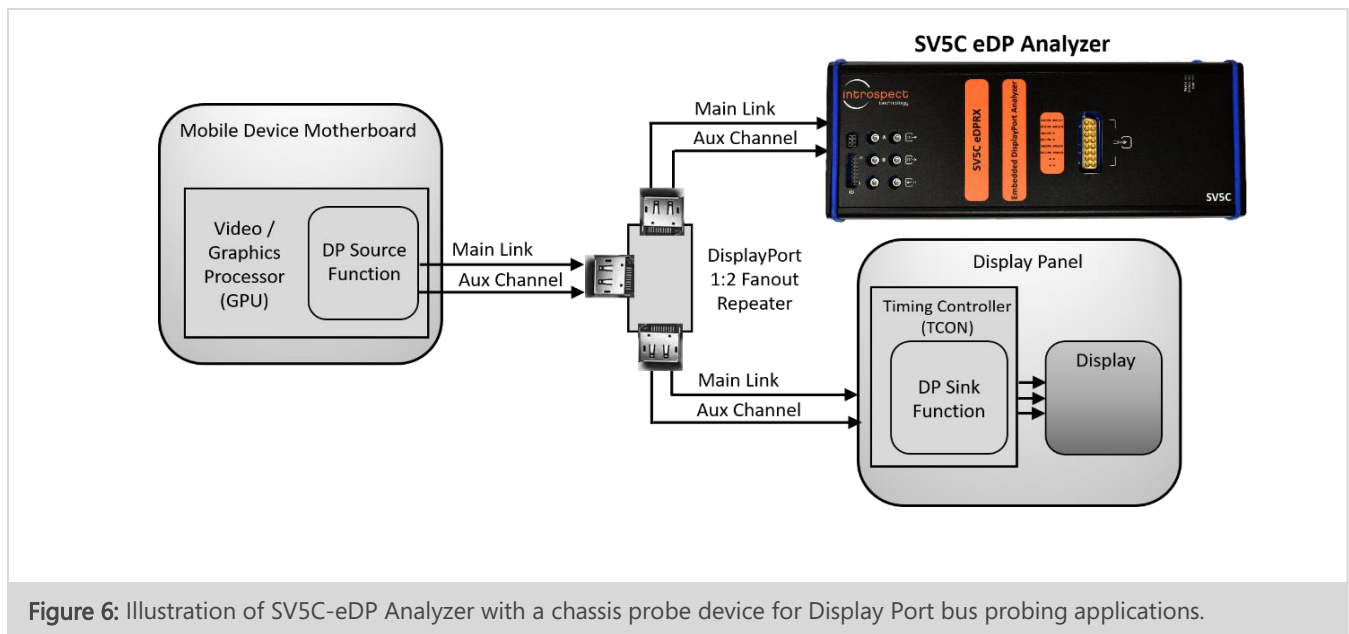 SV5C eDP Analyzer
introspect
technology
SV5C eDPRX
Embedded DisplayPort Analyzer
SV5C
Mobile Device Motherboard
Video /
Graphics
Processor
(GPU)
DP Source
Function
Main Link
Aux Channel
Main Link
Aux Channel
DisplayPort
1:2 Fanout
Repeater
Main Link
Aux Channel
Display Panel
Timing Controller
(TCON)
DP Sink
Function
Display
Figure 6: Illustration of SV5C-eDP Analyzer with a chassis probe device for Display Port bus probing applications.